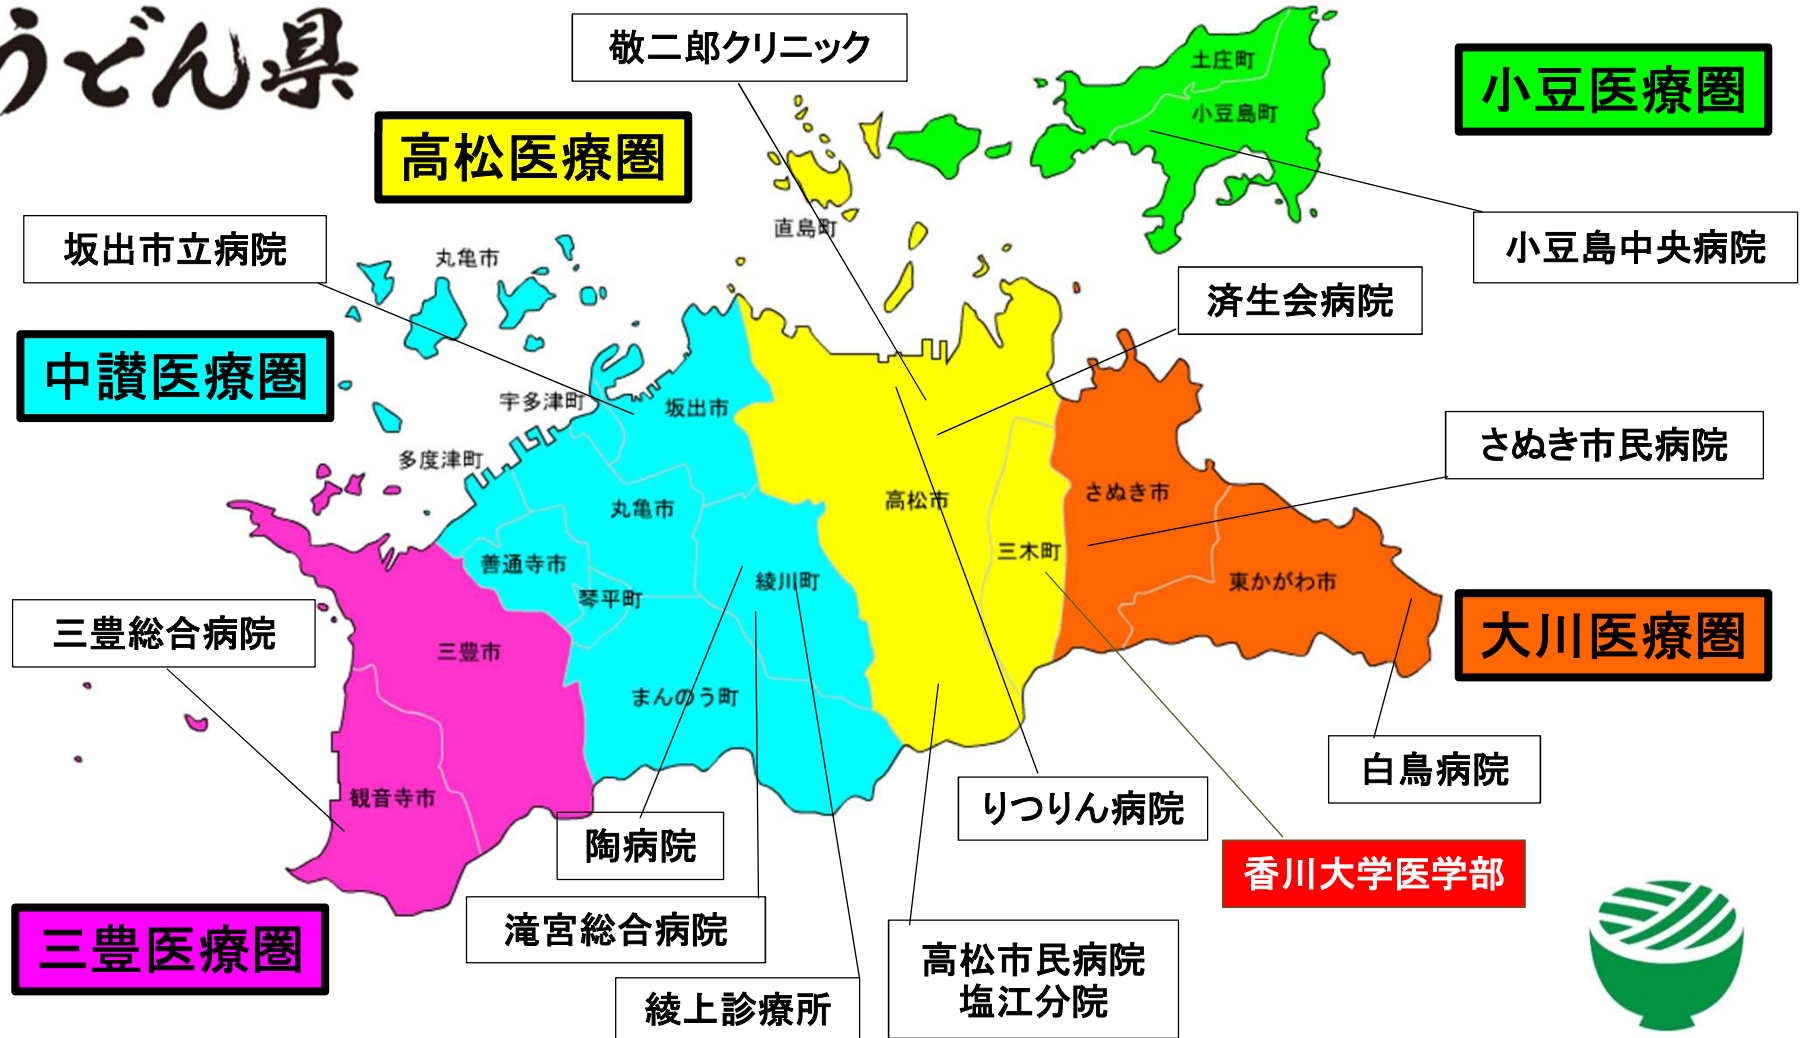 うどん県
敬二郎クリニック
土庄町
小豆医療圏
小豆島町
高松医療圏
直島町
坂出市立病院
丸亀市
小豆島中央病院
済生会病院
中讃医療圏
宇多津町
坂出市
多度津町
さぬき市民病院
高松市
さぬき市
丸亀市
三木町
善通寺市
綾川町
東かがわ市
琴平町
三豊総合病院
三豊市
大川医療圏
まんのう町
白鳥病院
観音寺市
りつりん病院
陶病院
香川大学医学部
滝宮総合病院
三豊医療圏
高松市民病院
塩江分院
綾上診療所